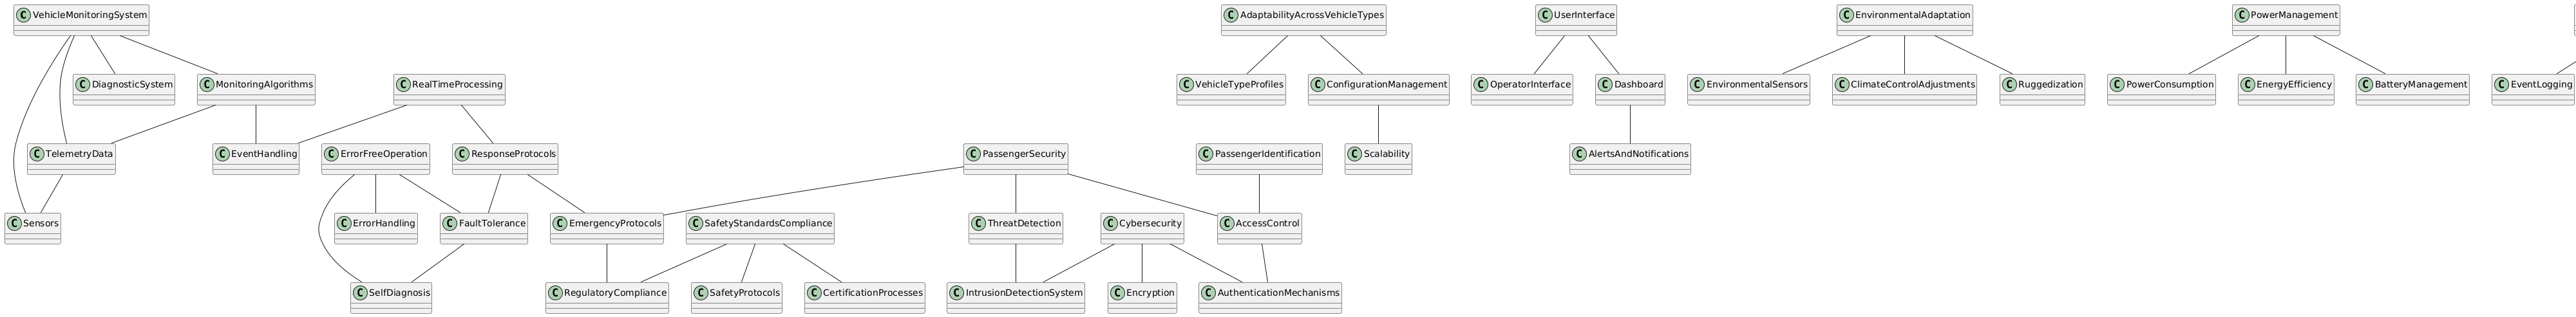 C VehicleMonitoringSystem
C AdaptabilityAcrossVehicleTypes
C UserInterface
C EnvironmentalAdaptation
C PowerManagement
C DiagnosticSystem
C MonitoringAlgorithms
C RealTimeProcessing
C VehicleTypeProfiles
C ConfigurationManagement
C OperatorInterface
C Dashboard
C EnvironmentalSensors
C ClimateControlAdjustments
C Ruggedization
C PowerConsumption
C EnergyEfficiency
C BatteryManagement
C EventLogging
C TelemetryData
C EventHandling
C ErrorFreeOperation
C ResponseProtocols
C PassengerSecurity
C PassengerIdentification
C Scalability
C AlertsAndNotifications
C Sensors
C ErrorHandling
C FaultTolerance
C EmergencyProtocols
C SafetyStandardsCompliance
C ThreatDetection
C Cybersecurity
C AccessControl
C SelfDiagnosis
C RegulatoryCompliance
C SafetyProtocols
C CertificationProcesses
C IntrusionDetectionSystem
C Encryption
C AuthenticationMechanisms